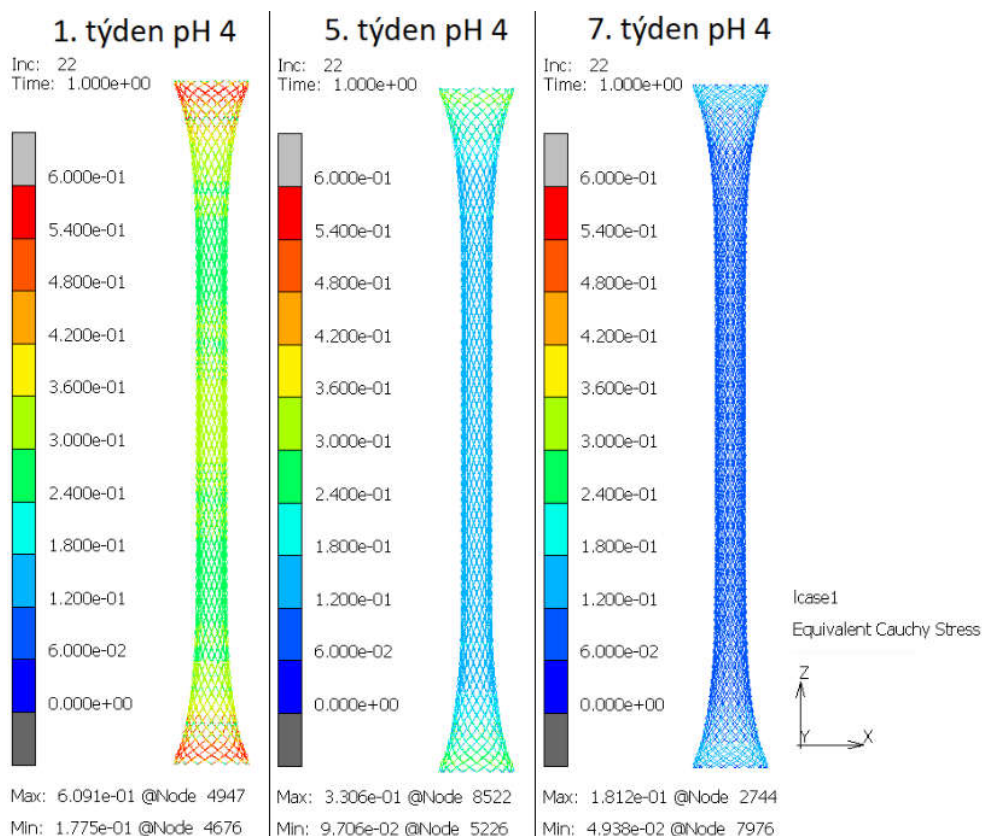 1. týden pH 4
Inc: 22
Time: 1.000e+00
6.000e-01
5.400e-01
4.800e-01
4.200e-01
3.600e-01
3.000e-01
2.400e-01
1.800e-01
1.200e-01
6.000e-02
0.000e+00
Max: 6.091e-01 @Node 4947
Min: 1.775e-01 @Node 4676
5. týden pH 4
Inc: 22
Time: 1.000e+00
6.000e-01
5.400e-01
4.800e-01
4.200e-01
3.600e-01
3.000e-01
2.400e-01
1.800e-01
1.200e-01
6.000e-02
0.000e+00
Max: 3.306e-01 @Node 8522
Min: 9.706e-02 @Node 5226
7. týden pH 4
Inc: 22
Time: 1.000e+00
6.000e-01
5.400e-01
4.800e-01
4.200e-01
3.600e-01
3.000e-01
2.400e-01
1.800e-01
1.200e-01
6.000e-02
0.000e+00
Max: 1.812e-01 @Node 2744
Min: 4.938e-02 @Node 7976
lcase1
Equivalent Cauchy Stress
Z
Y
X